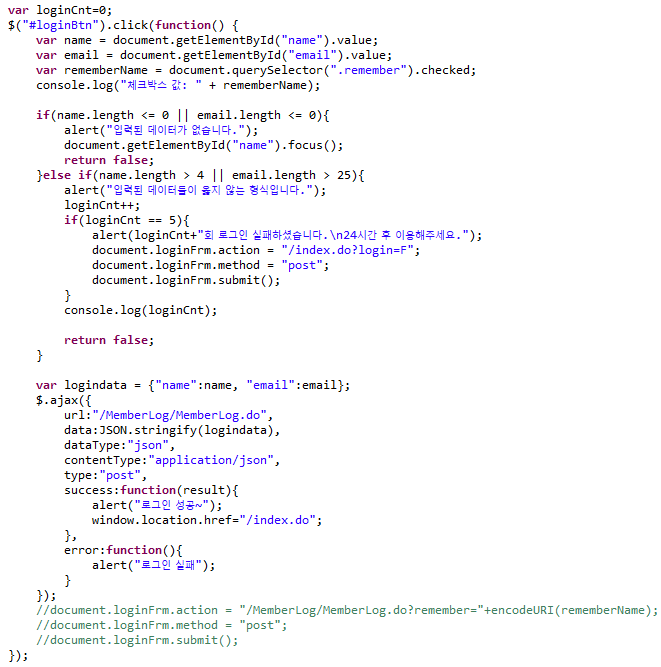 var loginCnt=0;
$("#loginBtn").click(function() {
    var name = document.getElementById("name").value;
    var email = document.getElementById("email").value;
    var rememberName = document.querySelector(".remember").checked;
    console.log("체크박스 값: " + rememberName);

    if(name.length <= 0 || email.length <= 0){
        alert("입력된 데이터가 없습니다.");
        document.getElementById("name").focus();
        return false;
    }else if(name.length > 4 || email.length > 25){
        alert("입력된 데이터들이 옳지 않는 형식입니다.");
        loginCnt++;
        if(loginCnt == 5){
            alert(loginCnt+"회 로그인 실패하셨습니다.\n24시간 후 이용해주세요.");
            document.loginFrm.action = "/index.do?login=F";
            document.loginFrm.method = "post";
            document.loginFrm.submit();
        }
        console.log(loginCnt);

        return false;
    }

    var logindata = {"name":name, "email":email};
    $.ajax({
        url:"/MemberLog/MemberLog.do",
        data:JSON.stringify(logindata),
        dataType:"json",
        contentType:"application/json",
        type:"post",
        success:function(result){
            alert("로그인 성공~");
            window.location.href="/index.do";
        },
        error:function(){
            alert("로그인 실패");
        }
    });
    //document.loginFrm.action = "/MemberLog/MemberLog.do?remember="+encodeURI(rememberName);
    //document.loginFrm.method = "post";
    //document.loginFrm.submit();
});